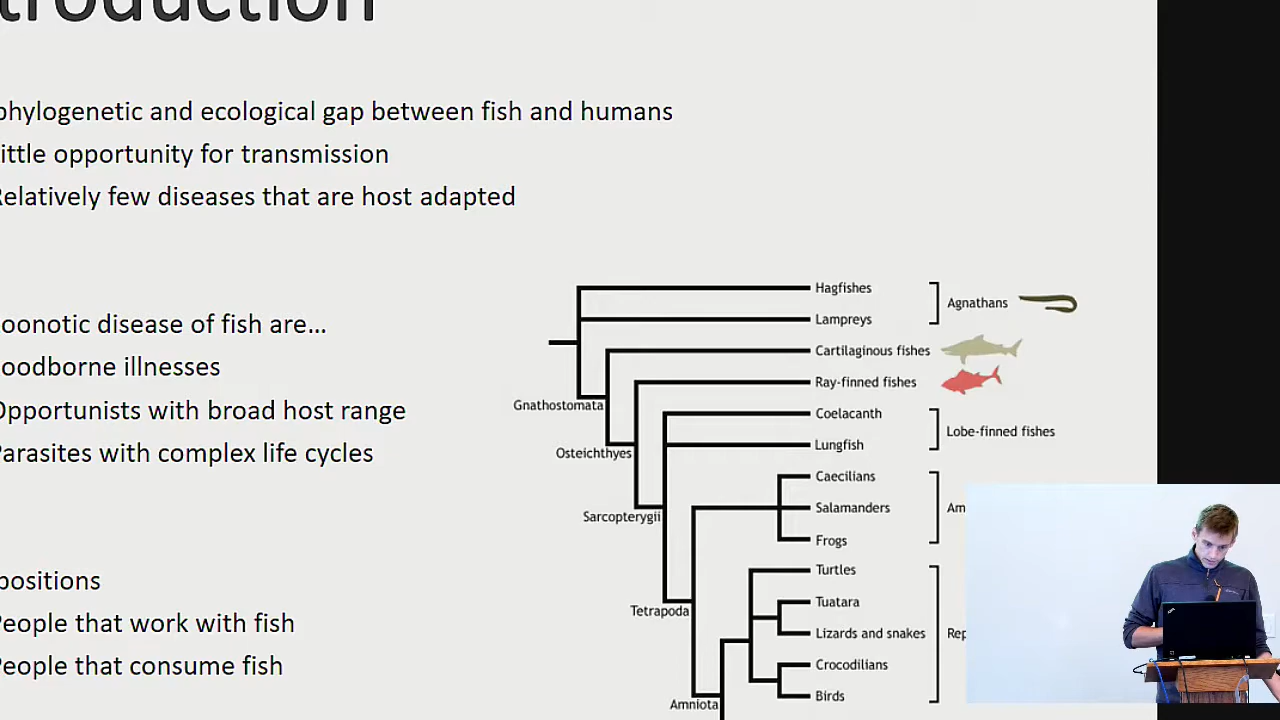 troduction
phylogenetic and ecological gap between fish and humans
ittle opportunity for transmission
Relatively few diseases that are host adapted
oonotic disease of fish are...
oodborne illnesses
Opportunists with broad host range
Parasites with complex life cycles
positions
People that work with fish
People that consume fish
Hagfishes
Lampreys
Agnathans
Cartilaginous fishes
Ray-finned fishes
Gnathostomata
Coelacanth
Lungfish
Lobe-finned fishes
Osteichthyes
Caecilians
Salamanders
Frogs
Am
Sarcopterygii
Turtles
Tuatara
Lizards and snakes
Rep
Crocodilians
Birds
Tetrapoda
Amniota